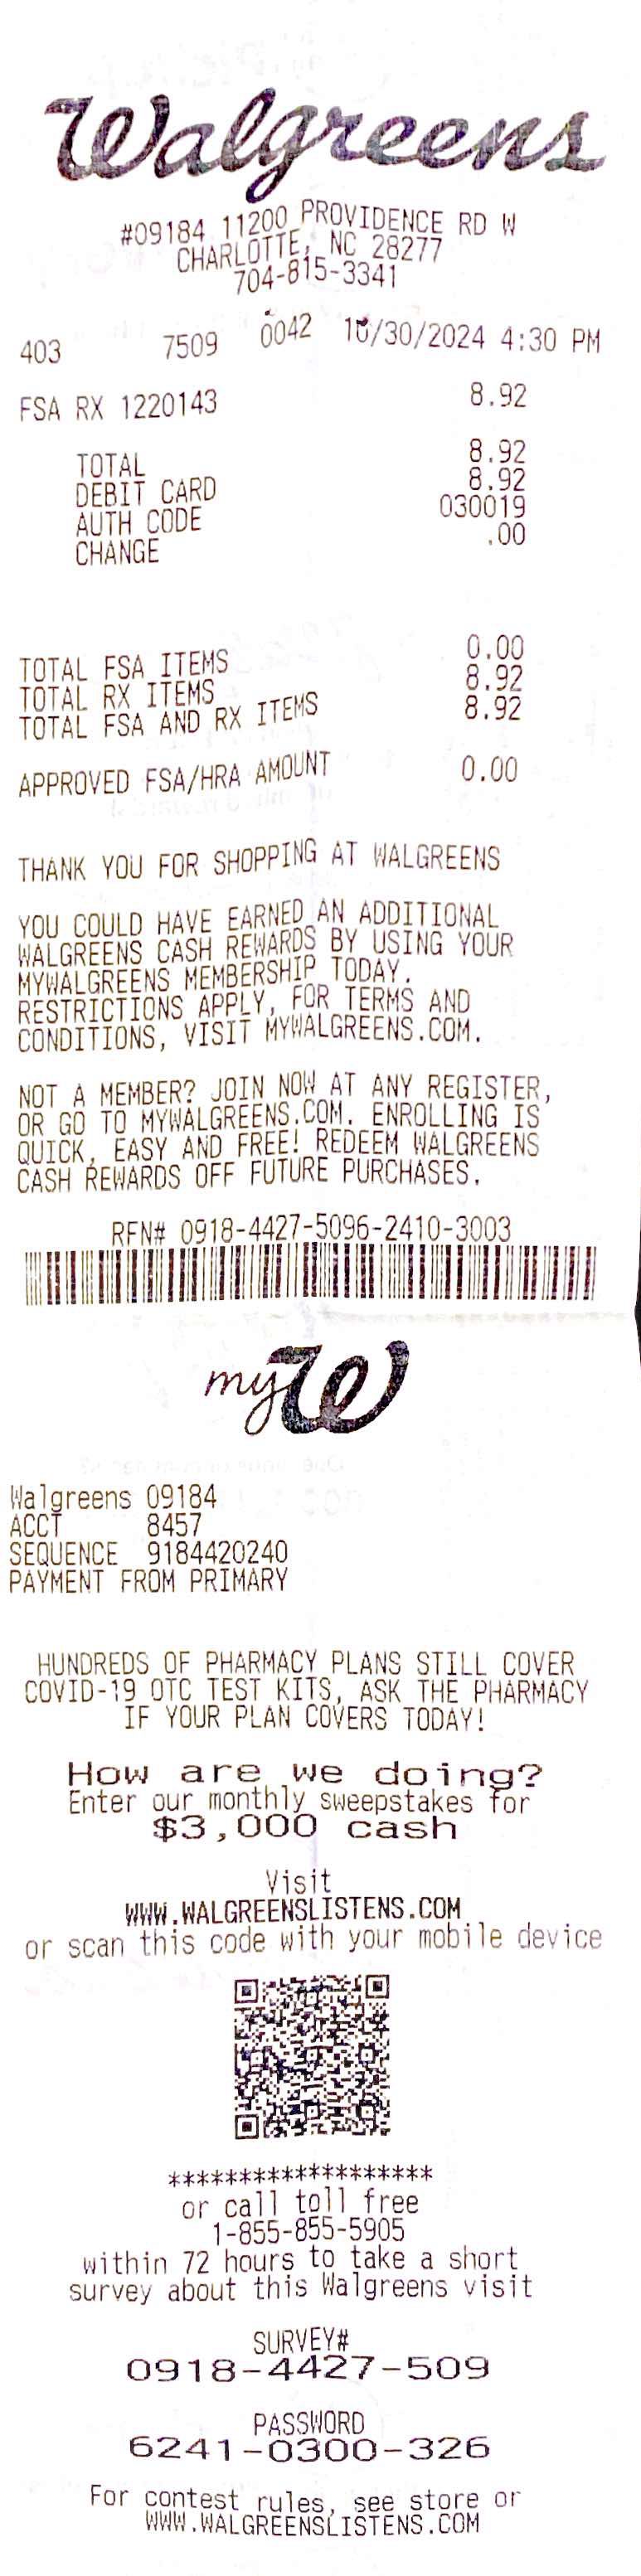 Walgreens
#09184 11200 PROVIDENCE RD W
CHARLOTTE, NC 28277
704-815-3341
403 7509 0042 10/30/2024 4:30 PM
FSA RX 1220143 8.92
TOTAL 8.92
DEBIT CARD 8.92
AUTH CODE 030019
CHANGE .00
TOTAL FSA ITEMS 0.00
TOTAL RX ITEMS 8.92
TOTAL FSA AND RX ITEMS 8.92
APPROVED FSA/HRA AMOUNT 0.00
THANK YOU FOR SHOPPING AT WALGREENS
YOU COULD HAVE EARNED AN ADDITIONAL
WALGREENS CASH REWARDS BY USING YOUR
MYWALGREENS MEMBERSHIP TODAY.
RESTRICTIONS APPLY, FOR TERMS AND
CONDITIONS, VISIT MYWALGREENS.COM.
NOT A MEMBER? JOIN NOW AT ANY REGISTER,
OR GO TO MYWALGREENS.COM. ENROLLING IS
QUICK, EASY AND FREE! REDEEM WALGREENS
CASH REWARDS OFF FUTURE PURCHASES.
RFN# 0918-4427-5096-2410-3003
myW
Walgreens 09184
ACCT 8457
SEQUENCE 9184420240
PAYMENT FROM PRIMARY
HUNDREDS OF PHARMACY PLANS STILL COVER
COVID-19 OTC TEST KITS, ASK THE PHARMACY
IF YOUR PLAN COVERS TODAY!
How are we doing?
Enter our monthly sweepstakes for
$3,000 cash
Visit
WWW.WALGREENSLISTENS.COM
or scan this code with your mobile device
*******************
or call toll free
1-855-855-5905
within 72 hours to take a short
survey about this Walgreens visit
SURVEY#
0918-4427-509
PASSWORD
6241-0300-326
For contest rules, see store or
WWW.WALGREENSLISTENS.COM